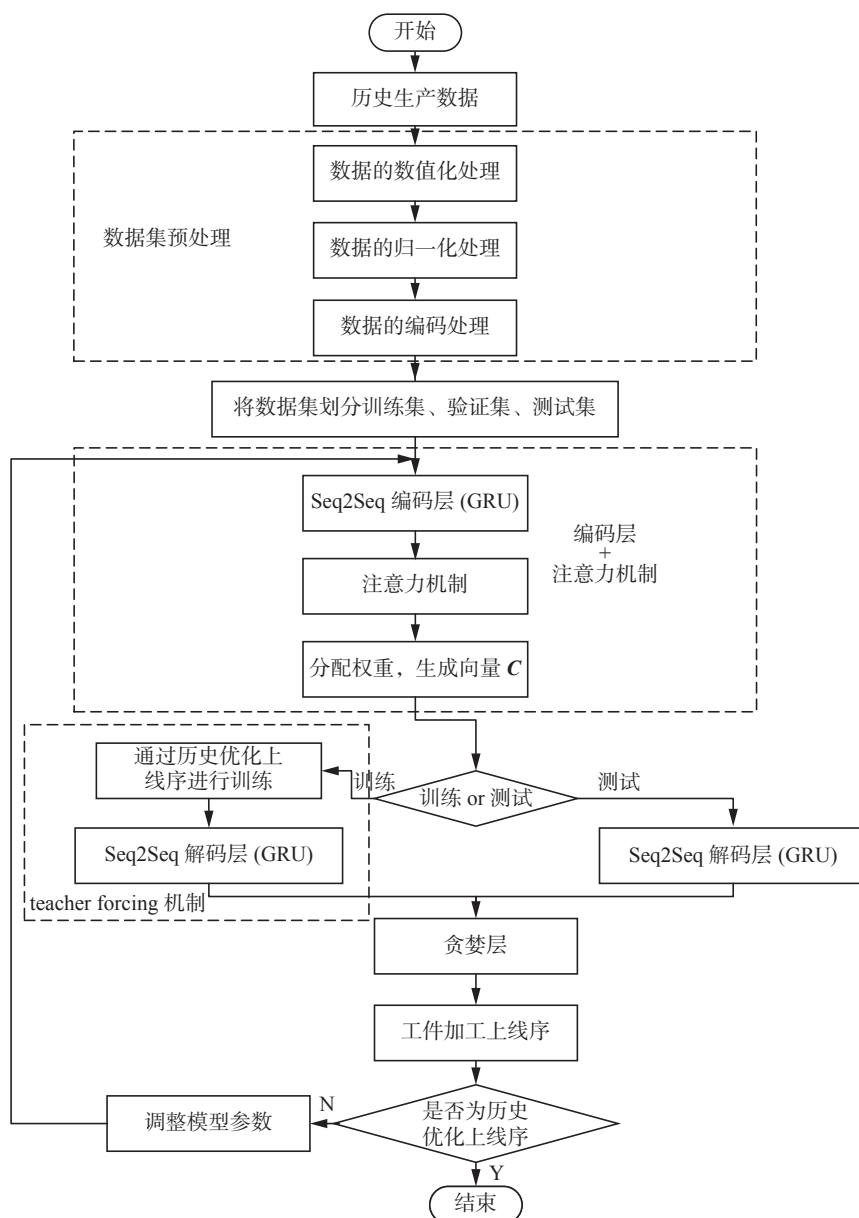 开始
历史生产数据
数据的数值化处理
数据集预处理
数据的归一化处理
数据的编码处理
将数据集划分训练集、验证集、测试集
Seq2Seq 编码层 (GRU)
编码层
+
注意力机制
注意力机制
分配权重，生成向量 C
通过历史优化上
线序进行训练
训练
训练 or 测试
测试
Seq2Seq 解码层 (GRU)
Seq2Seq 解码层 (GRU)
teacher forcing 机制
贪婪层
工件加工上线序
是否为历史
优化上线序
N
调整模型参数
Y
结束